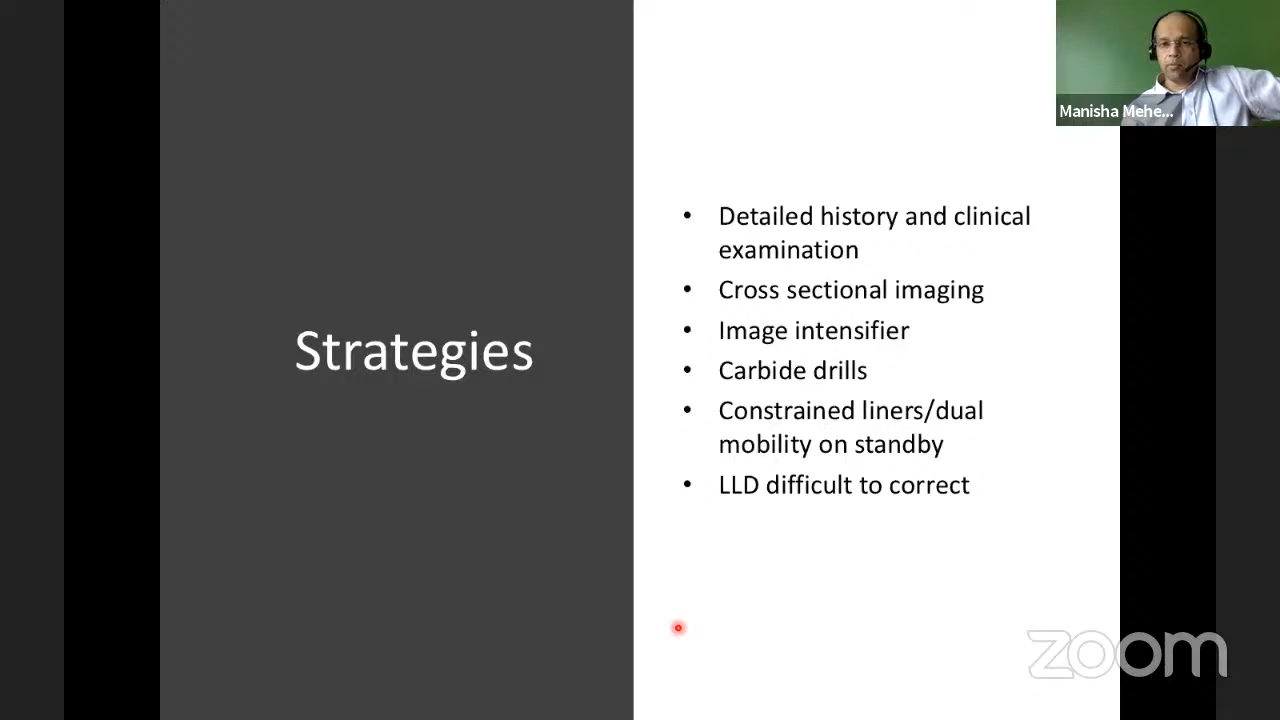 Manisha Mehe...
Strategies
• Detailed history and clinical
examination
• Cross sectional imaging
• Image intensifier
• Carbide drills
• Constrained liners/dual
mobility on standby
• LLD difficult to correct
zoom